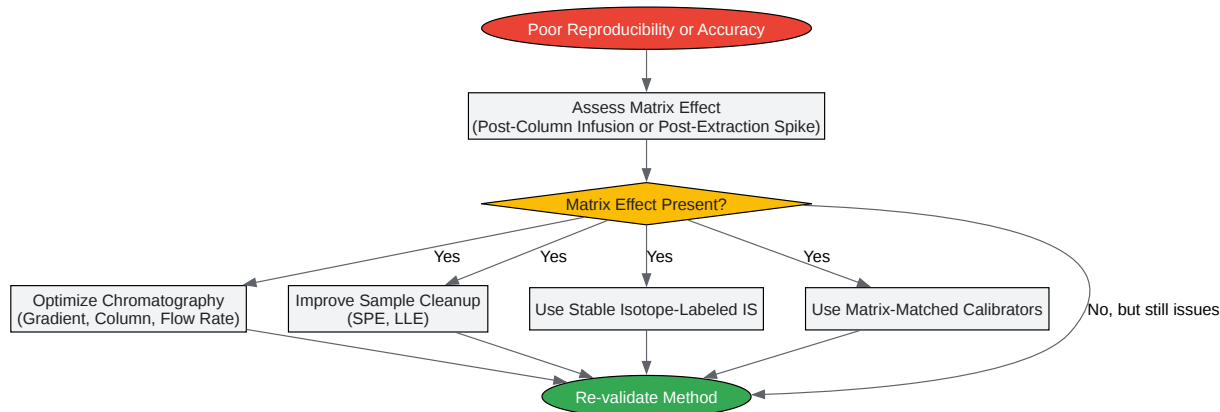 Poor Reproducibility or Accuracy
Assess Matrix Effect
(Post-Column Infusion or Post-Extraction Spike)
Matrix Effect Present?
Yes
Yes
Yes
Yes
No, but still issues
Optimize Chromatography
(Gradient, Column, Flow Rate)
Improve Sample Cleanup
(SPE, LLE)
Use Stable Isotope-Labeled IS
Use Matrix-Matched Calibrators
Re-validate Method